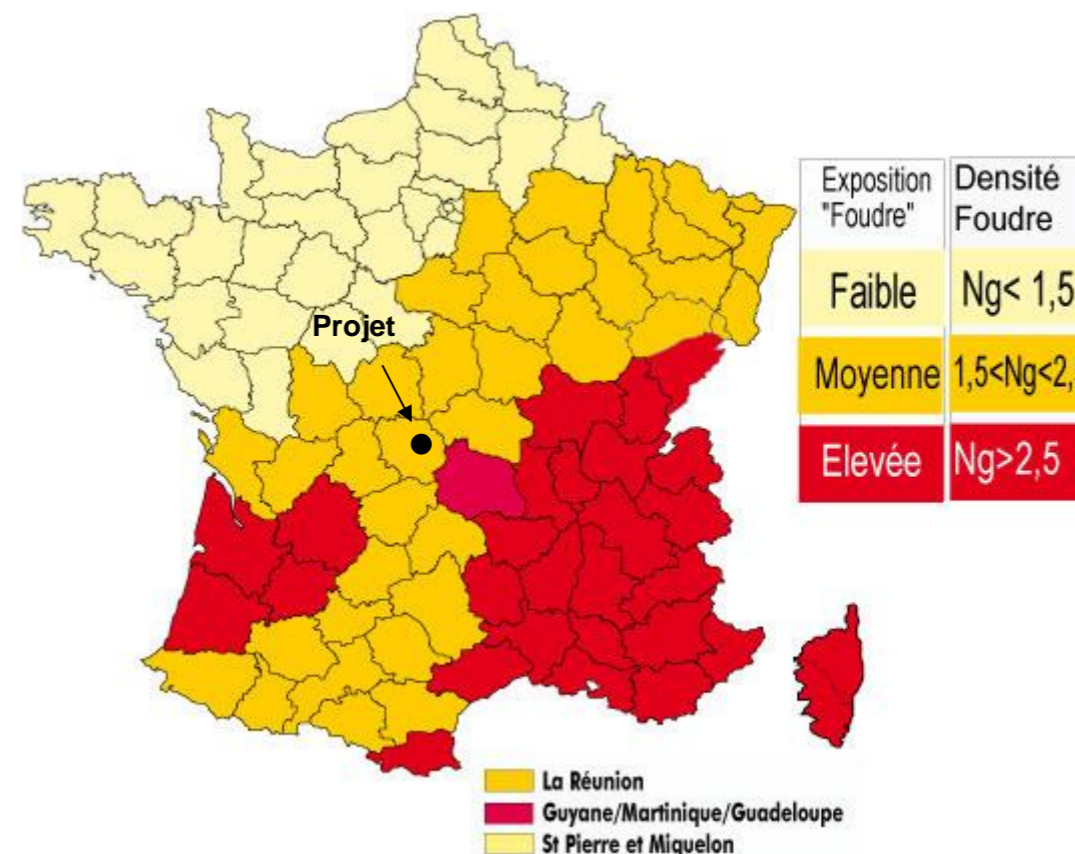 Exposition
"Foudre"
Densité
Foudre
Faible
Ng< 1,5
Projet
Moyenne
1,5<Ng<2,
Elevée
Ng>2,5
La Réunion
Guyane/Martinique/Guadeloupe
St Pierre et Miquelon